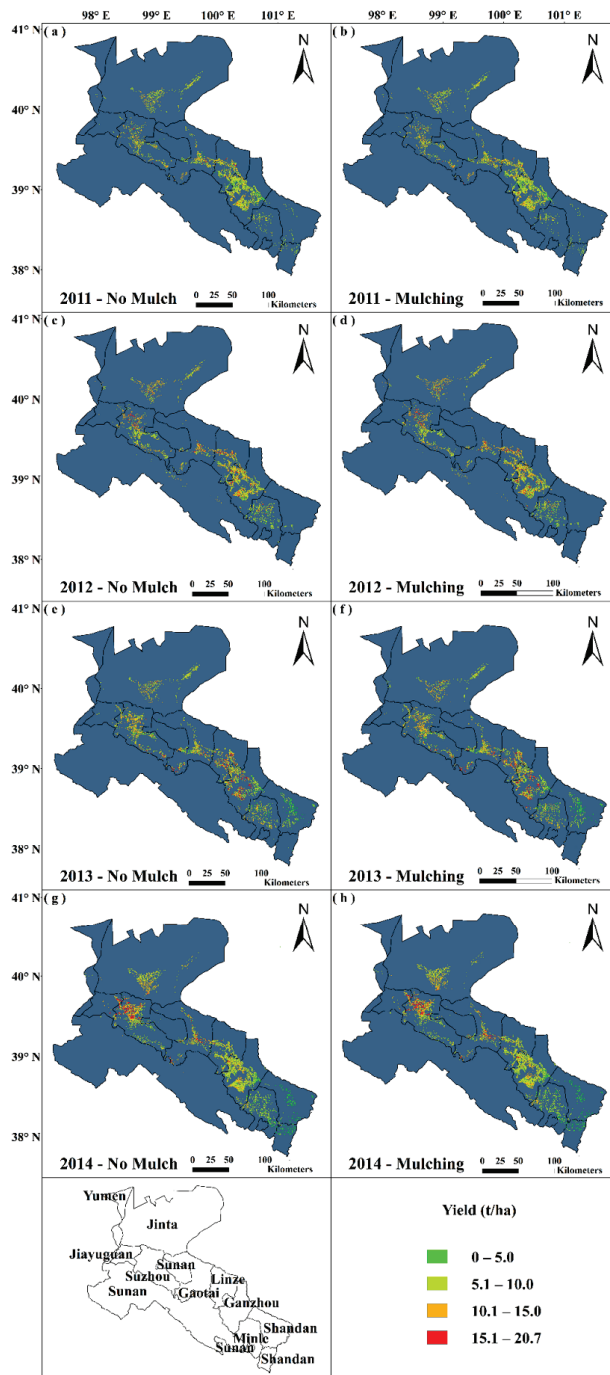 98° E 99° E 100° E 101° E 98° E 99° E 100° E 101° E
41° N
( a )
N
( b )
N
40° N
39° N
38° N
2011 - No Mulch
0 25 50 100
Kilometers
2011 - Mulching
0 25 50 100
Kilometers
41° N
( c )
N
( d )
N
40° N
39° N
38° N
2012 - No Mulch
0 25 50 100
Kilometers
2012 - Mulching
0 25 50 100
Kilometers
41° N
( e )
N
( f )
N
40° N
39° N
38° N
2013 - No Mulch
0 25 50 100
Kilometers
2013 - Mulching
0 25 50 100
Kilometers
41° N
( g )
N
( h )
N
40° N
39° N
38° N
2014 - No Mulch
0 25 50 100
Kilometers
2014 - Mulching
0 25 50 100
Kilometers
Yumen
Jinta
Jiayuguan
Sunan
Suzhou
Linze
Sunan
Gaotai
Ganzhou
Shandan
Minle
Sunan
Shandan
Yield (t/ha)
0 – 5.0
5.1 – 10.0
10.1 – 15.0
15.1 – 20.7